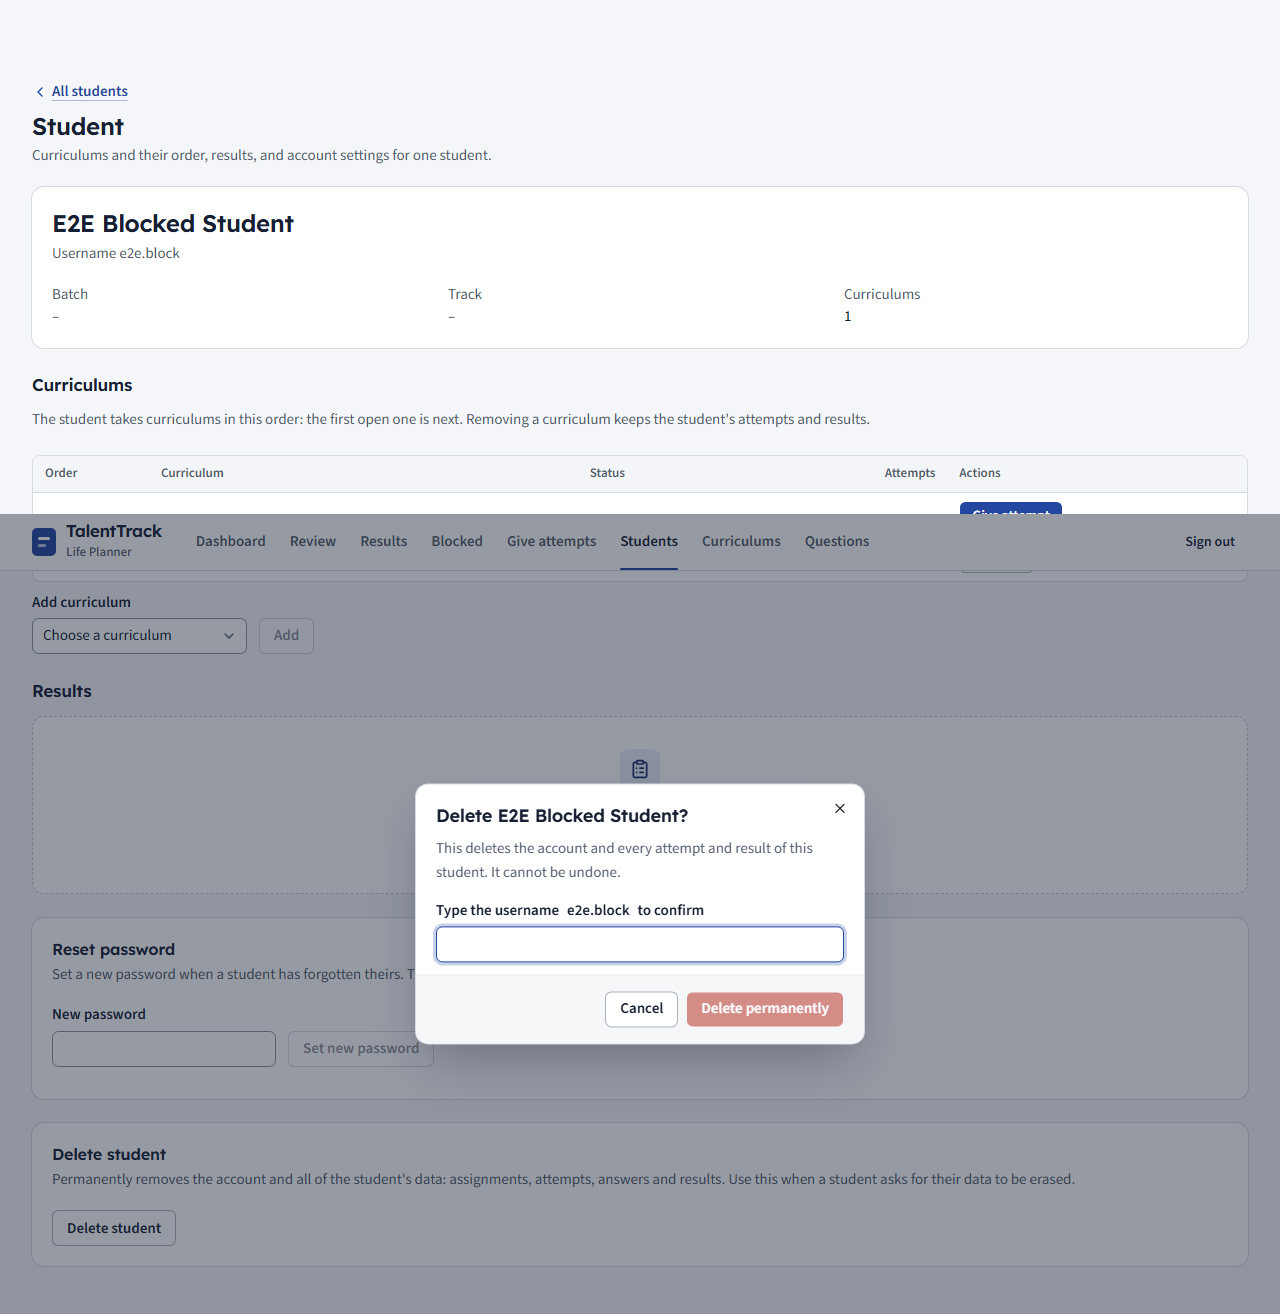 All students
Student
Curriculums and their order, results, and account settings for one student.
E2E Blocked Student
Username e2e.block
Batch Track Curriculums
– – 1
Curriculums
The student takes curriculums in this order: the first open one is next. Removing a curriculum keeps the student's attempts and results.
Order Curriculum Status Attempts Actions
Give attempt
TalentTrack
Life Planner
Dashboard Review Results Blocked Give attempts Students Curriculums Questions Sign out
Add curriculum
Choose a curriculum Add
Results
Delete E2E Blocked Student?
This deletes the account and every attempt and result of this
student. It cannot be undone.
Type the username e2e.block to confirm
Cancel Delete permanently
Reset password
Set a new password when a student has forgotten theirs. T
New password
Set new password
Delete student
Permanently removes the account and all of the student's data: assignments, attempts, answers and results. Use this when a student asks for their data to be erased.
Delete student